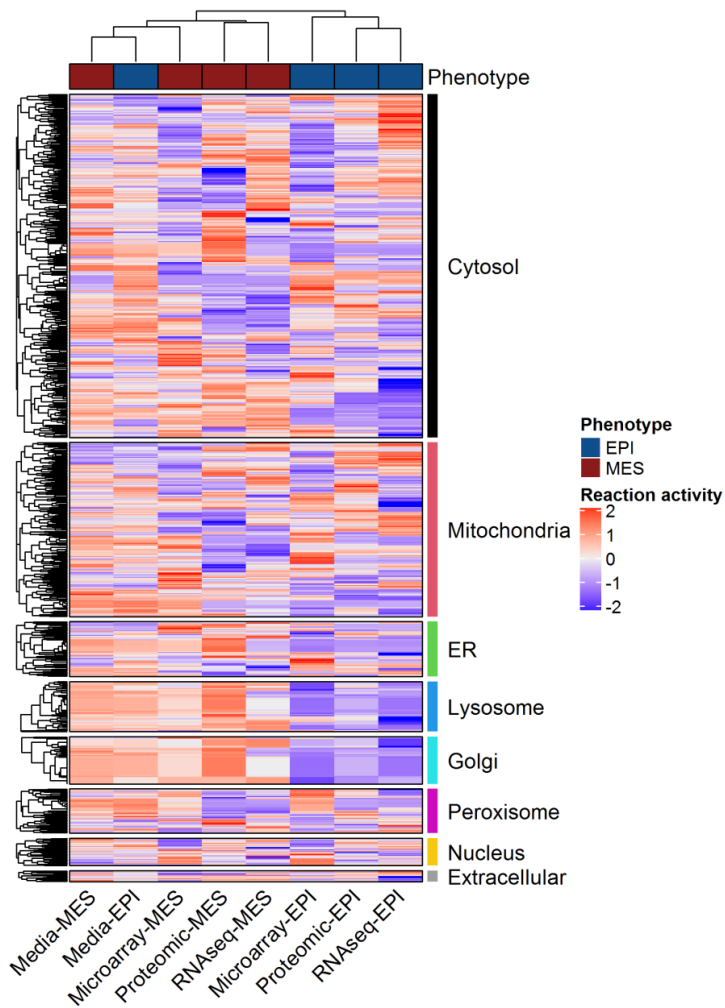 Phenotype
Cytosol
Mitochondria
ER
Lysosome
Golgi
Peroxisome
Nucleus
Extracellular
Phenotype
EPI
MES
Reaction activity
2
1
0
-1
-2
Media-MES
Media-EPI
Microarray-MES
Proteomic-MES
RNAseq-MES
Microarray-EPI
Proteomic-EPI
RNAseq-EPI